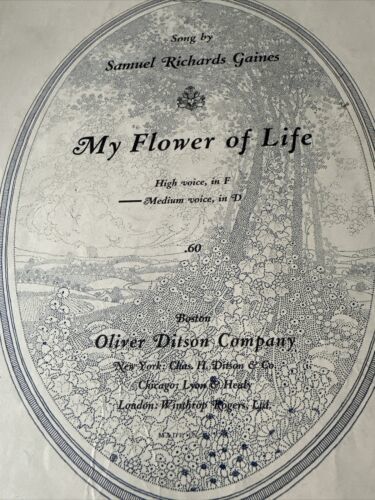 Song by
Samuel Richards Gaines
My Flower of Life
High voice, in F
Medium voice, in D
.60
Boston
Oliver Ditson Company
New York: Chas. H. Ditson & Co.
Chicago: Lyon & Healy
London: Winthrop Rogers, Ltd.